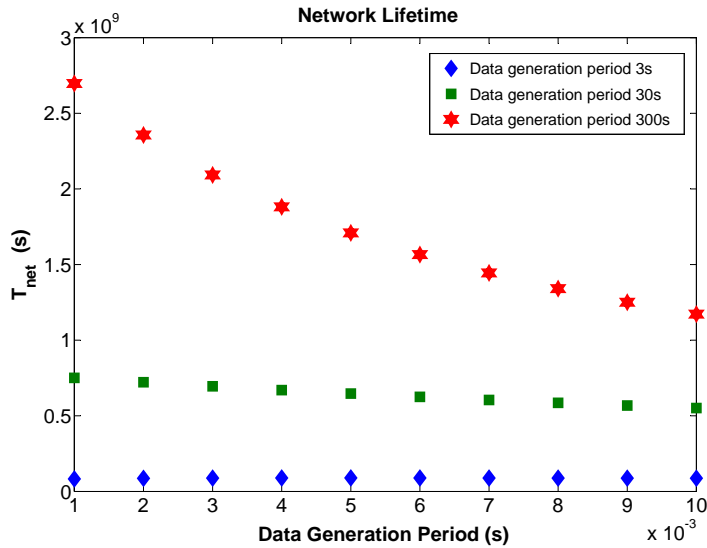 Network Lifetime
x 10^9
3
2.5
2
1.5
1
0.5
0
T_net (s)
Data generation period 3s
Data generation period 30s
Data generation period 300s
1 2 3 4 5 6 7 8 9 10
Data Generation Period (s)
x 10^-3